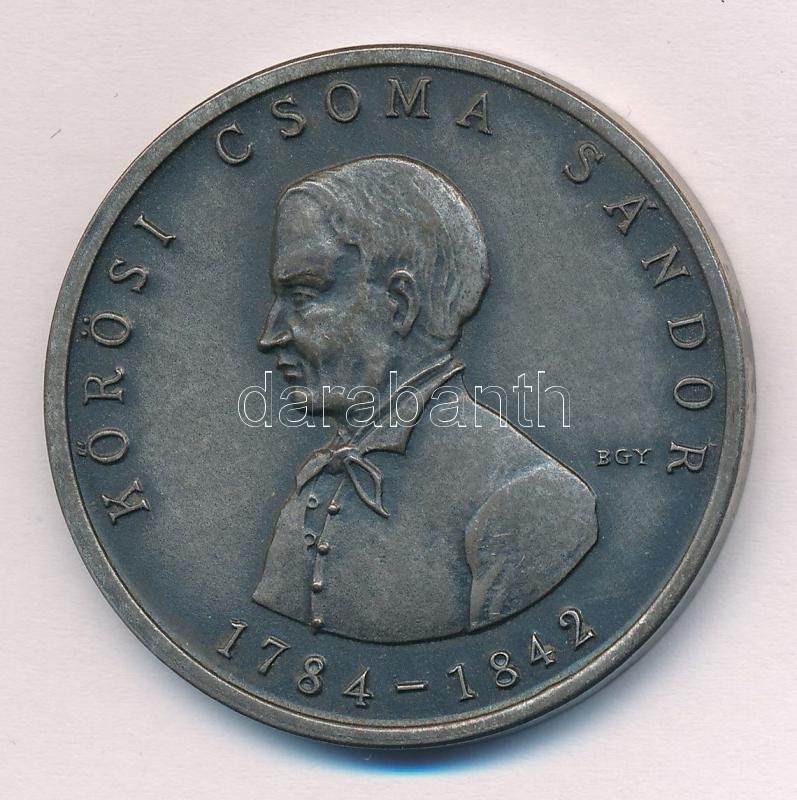 KŐRÖSI CSOMA SÁNDOR
darabanth
BGY
1784–1842